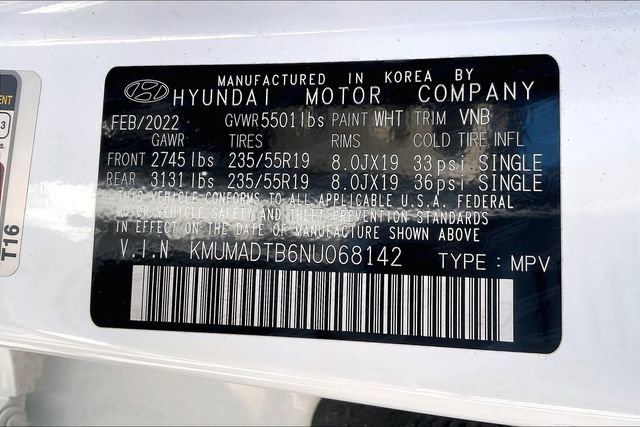 MANUFACTURED IN KOREA BY
HYUNDAI MOTOR COMPANY
FEB/2022 GVWR 5501lbs PAINT WHT TRIM VNB
GAWR TIRES RIMS COLD TIRE INFL
FRONT 2745lbs 235/55R19 8.0JX19 33psi SINGLE
REAR 3131lbs 235/55R19 8.0JX19 36psi SINGLE
THIS VEHICLE CONFORMS TO ALL APPLICABLE U.S.A. FEDERAL
MOTOR VEHICLE SAFETY AND THEFT PREVENTION STANDARDS
IN EFFECT ON THE DATE OF MANUFACTURE SHOWN ABOVE
V.I.N KMUMADTB6NU068142 TYPE : MPV
T16